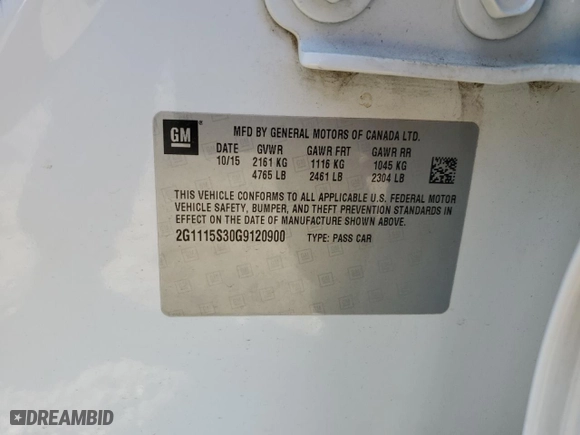 GM ®
MFD BY GENERAL MOTORS OF CANADA LTD.
DATE GVWR GAWR FRT GAWR RR
10/15 2161 KG 1116 KG 1045 KG
4765 LB 2461 LB 2304 LB
THIS VEHICLE CONFORMS TO ALL APPLICABLE U.S. FEDERAL MOTOR
VEHICLE SAFETY, BUMPER, AND THEFT PREVENTION STANDARDS IN
EFFECT ON THE DATE OF MANUFACTURE SHOWN ABOVE.
2G1115S30G9120900 TYPE: PASS CAR
DREAMBID